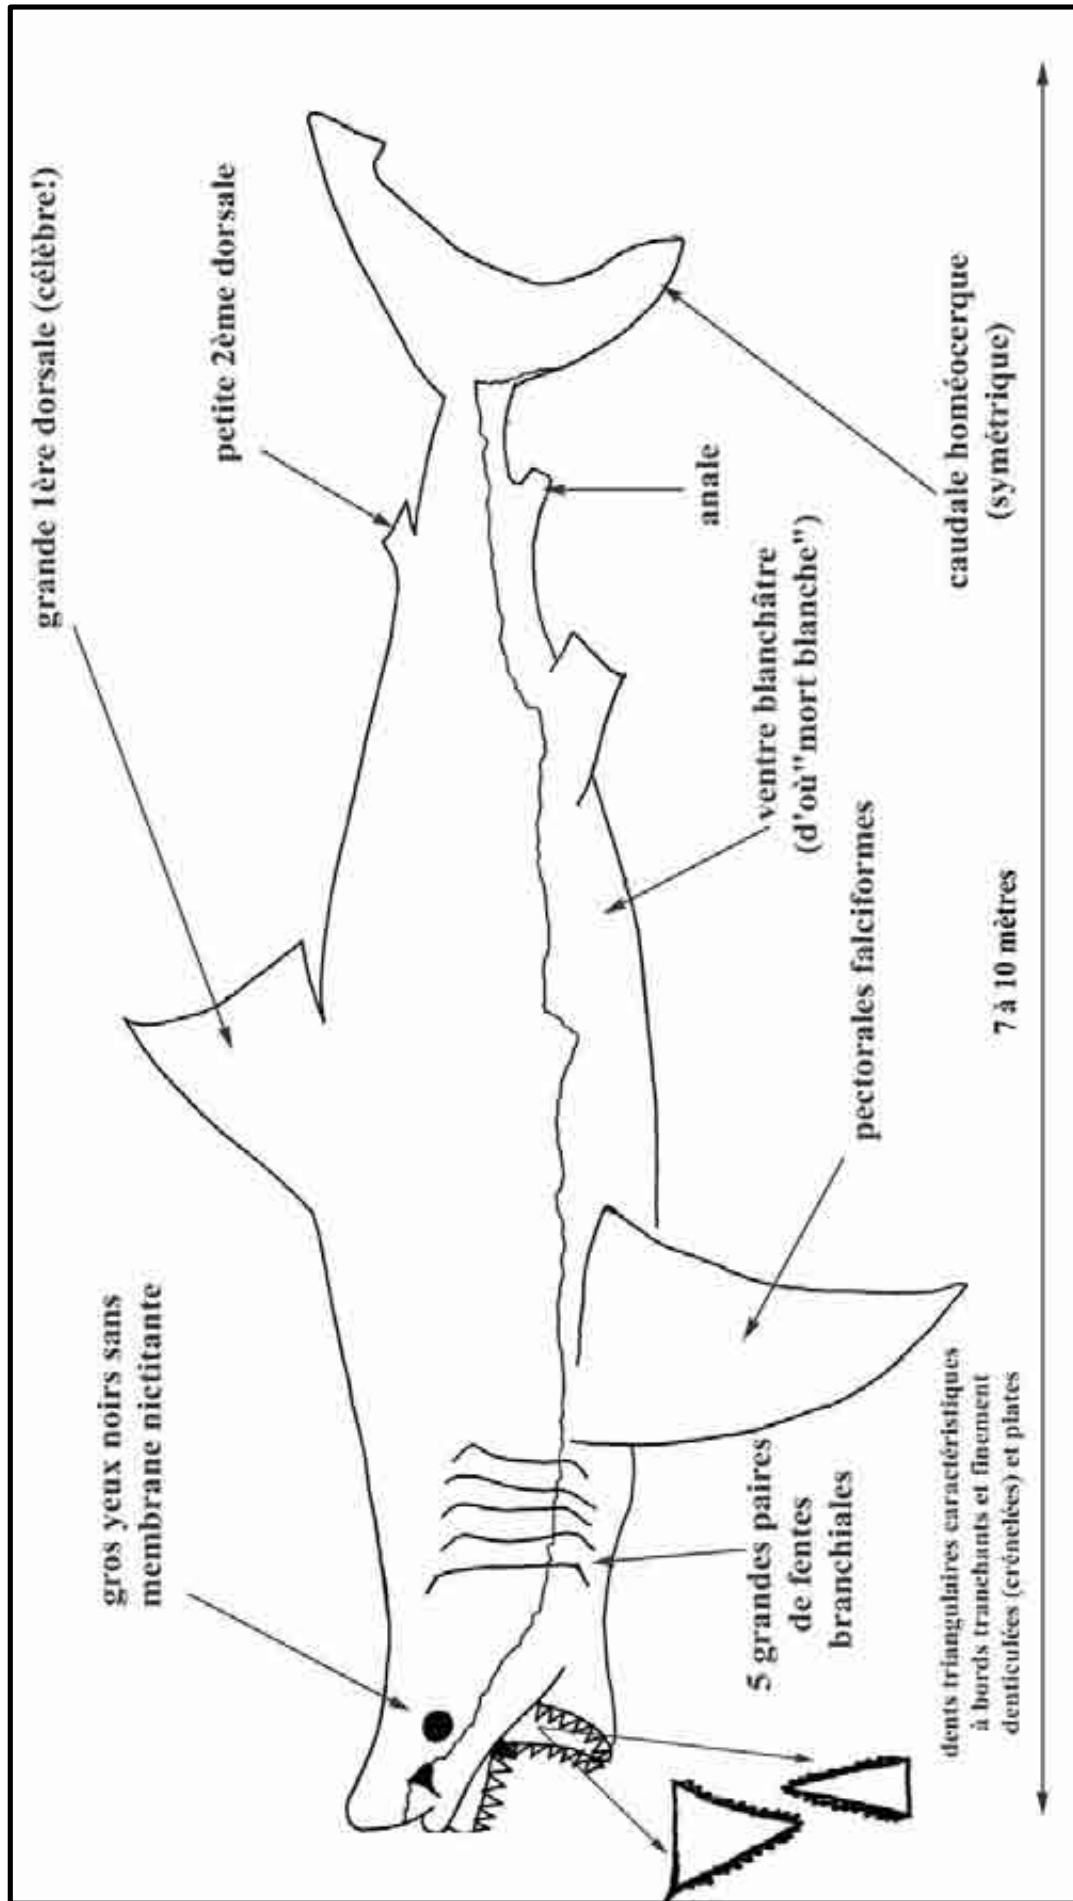 grande 1ère dorsale (célèbre!)
petite 2ème dorsale
gros yeux noirs sans
membrane nictitante
anale
ventre blanchâtre
(d'où"mort blanche")
caudale homéocerque
(symétrique)
pectorales falciformes
5 grandes paires
de fentes
branchiales
dents triangulaires caractéristiques
à bords tranchants et finement
denticulées (crénelées) et plates
7 à 10 mètres